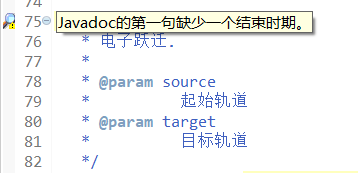 74
75 Javadoc的第一句缺少一个结束时期。
76 * 电子跃迁.
77 *
78 * @param source
79 * 起始轨道
80 * @param target
81 * 目标轨道
82 */